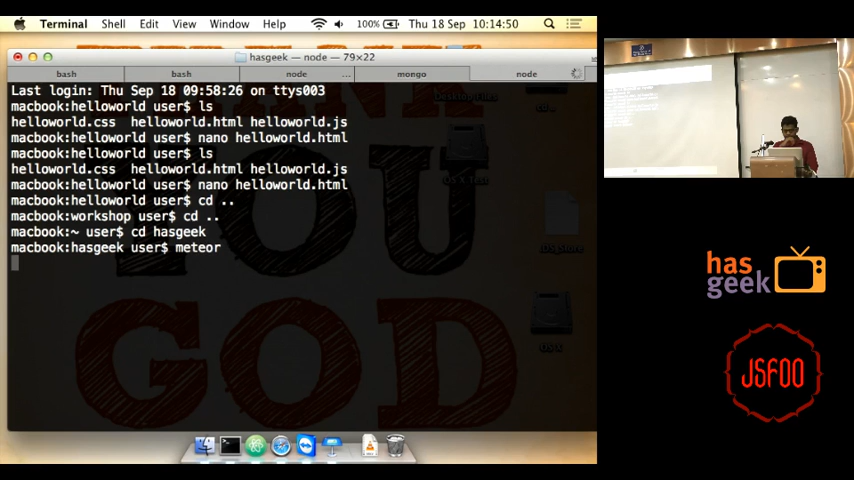 Terminal Shell Edit View Window Help 100% Thu 18 Sep 10:14:50
hasgeek — node — 79×22
bash bash node ... mongo node
Last login: Thu Sep 18 09:58:26 on ttys003
macbook:helloworld user$ ls
helloworld.css helloworld.html helloworld.js
macbook:helloworld user$ nano helloworld.html
macbook:helloworld user$ ls
helloworld.css helloworld.html helloworld.js
macbook:helloworld user$ nano helloworld.html
macbook:helloworld user$ cd ..
macbook:workshop user$ cd ..
macbook:~ user$ cd hasgeek
macbook:hasgeek user$ meteor
YOU
GOD
OS X
has
geek
JSFOO